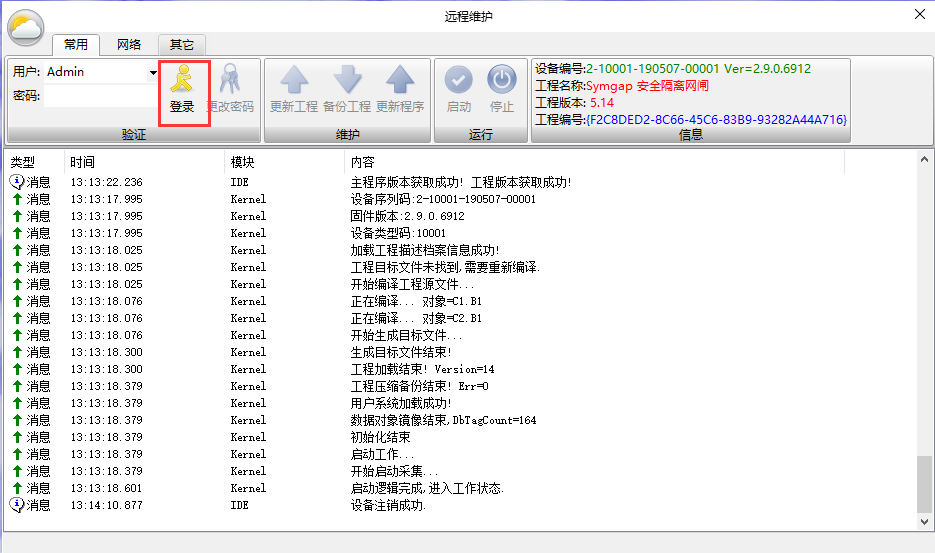 远程维护
常用 网络 其它
用户: Admin
密码:
登录 更改密码
验证
更新工程 备份工程 更新程序
维护
启动 停止
运行
设备编号:2-10001-190507-00001 Ver=2.9.0.6912
工程名称:Symgap 安全隔离网闸
工程版本: 5.14
工程编号:{F2C8DED2-8C66-45C6-83B9-93282A44A716}
信息
类型 时间 模块 内容
消息 13:13:22.236 IDE 主程序版本获取成功! 工程版本获取成功!
消息 13:13:17.995 Kernel 设备序列码:2-10001-190507-00001
消息 13:13:17.995 Kernel 固件版本:2.9.0.6912
消息 13:13:17.995 Kernel 设备类型码:10001
消息 13:13:18.025 Kernel 加载工程描述档案信息成功!
消息 13:13:18.025 Kernel 工程目标文件未找到,需要重新编译.
消息 13:13:18.025 Kernel 开始编译工程源文件...
消息 13:13:18.076 Kernel 正在编译... 对象=C1.B1
消息 13:13:18.076 Kernel 正在编译... 对象=C2.B1
消息 13:13:18.076 Kernel 开始生成目标文件...
消息 13:13:18.300 Kernel 生成目标文件结束!
消息 13:13:18.300 Kernel 工程加载结束! Version=14
消息 13:13:18.379 Kernel 工程压缩备份结束! Err=0
消息 13:13:18.379 Kernel 用户系统加载成功!
消息 13:13:18.379 Kernel 数据对象镜像结束,DbTagCount=164
消息 13:13:18.379 Kernel 初始化结束
消息 13:13:18.379 Kernel 启动工作...
消息 13:13:18.379 Kernel 开始启动采集...
消息 13:13:18.601 Kernel 启动逻辑完成,进入工作状态.
消息 13:14:10.877 IDE 设备注销成功.